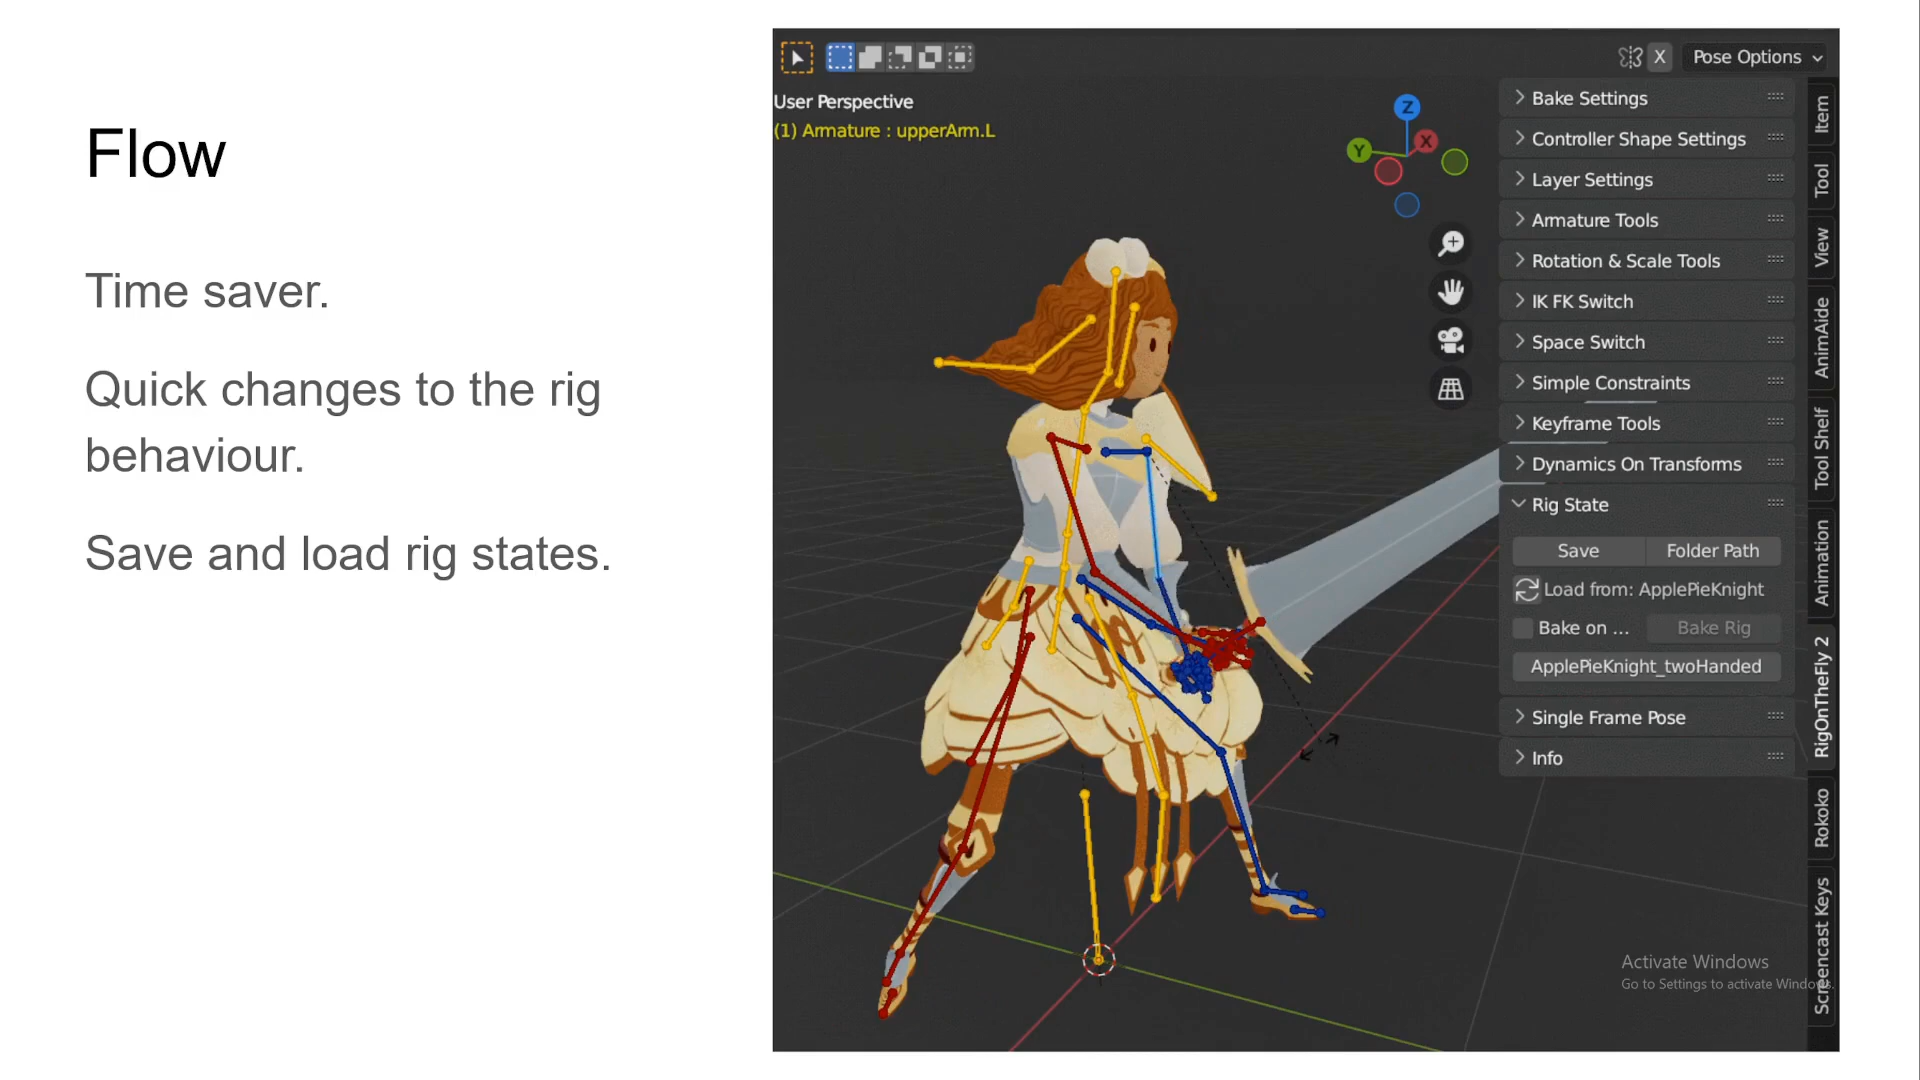 Flow
Time saver.
Quick changes to the rig
behaviour.
Save and load rig states.
X
Pose Options
User Perspective
(1) Armature : upperArm.L
Z
X
Y
Bake Settings
Controller Shape Settings
Layer Settings
Armature Tools
Rotation & Scale Tools
IK FK Switch
Space Switch
Simple Constraints
Keyframe Tools
Dynamics On Transforms
Rig State
Save
Folder Path
Load from: ApplePieKnight
Bake on ...
Bake Rig
ApplePieKnight_twoHanded
Single Frame Pose
Info
Item
Tool
View
AnimAide
Tool Shelf
Animation
RigOnTheFly 2
Rokoko
Screencast Keys
Activate Windows
Go to Settings to activate Windows.